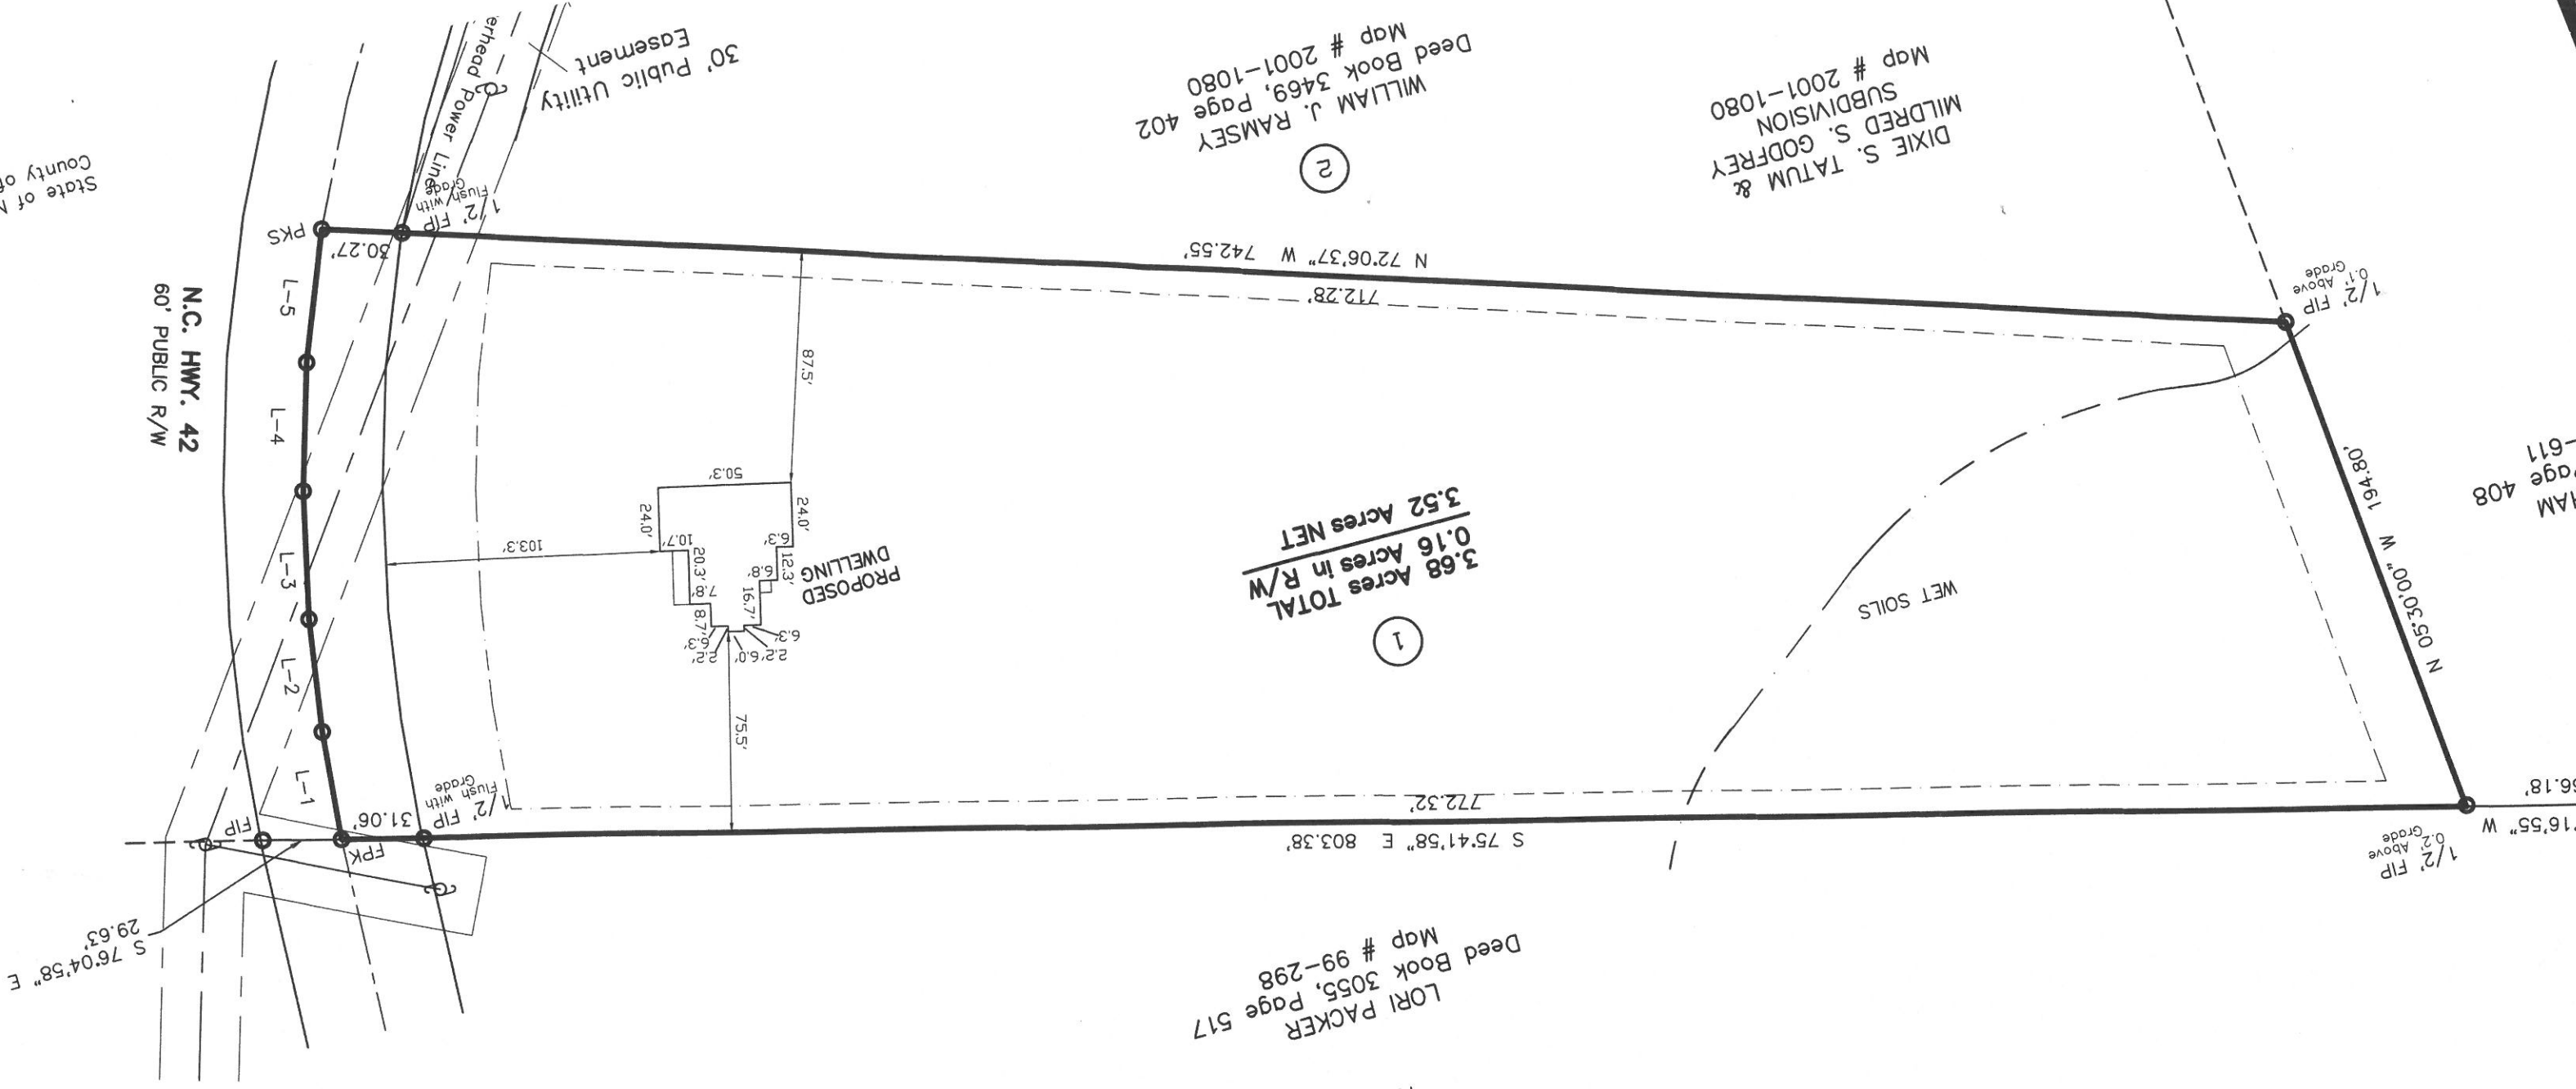 LORI PACKER
Deed Book 3055, Page 517
Map # 99-298
S 76°04'58" E
29.63'
1/2' FIP
0.2' Above
Grade
16'55" W
6.18'
S 75°41'58" E 803.38'
772.32'
FPK
FIP
31.06'
1/2' FIP
Flush with
Grade
L-1
L-2
L-3
L-4
L-5
N 05°30'00" W 194.80'
WET SOILS
1
3.68 Acres TOTAL
0.16 Acres in R/W
3.52 Acres NET
PROPOSED
DWELLING
75.5'
2.2'
6.0'
2.2'
6.3'
6.3'
8.7'
16.7'
7.8'
6.8'
20.3'
12.3'
10.7'
6.3'
24.0'
24.0'
50.3'
103.3'
87.5'
N.C. HWY. 42
60' PUBLIC R/W
HAM
Page 408
-611
1/2' FIP
0.1' Above
Grade
712.28'
N 72°06'37" W 742.55'
30.27'
PKS
1/2' FIP
Flush with
Grade
DIXIE S. TATUM &
MILDRED S. GODFREY
SUBDIVISION
Map # 2001-1080
2
WILLIAM J. RAMSEY
Deed Book 3469, Page 402
Map # 2001-1080
30' Public Utility
Easement
erhead Power Line
State of N
County of